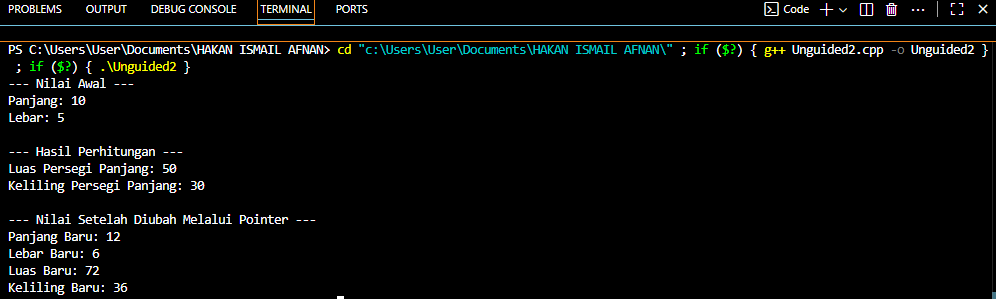 PROBLEMS OUTPUT DEBUG CONSOLE TERMINAL PORTS Code
PS C:\Users\User\Documents\HAKAN ISMAIL AFNAN> cd "c:\Users\User\Documents\HAKAN ISMAIL AFNAN\" ; if ($?) { g++ Unguided2.cpp -o Unguided2 }
; if ($?) { .\Unguided2 }
--- Nilai Awal ---
Panjang: 10
Lebar: 5
--- Hasil Perhitungan ---
Luas Persegi Panjang: 50
Keliling Persegi Panjang: 30
--- Nilai Setelah Diubah Melalui Pointer ---
Panjang Baru: 12
Lebar Baru: 6
Luas Baru: 72
Keliling Baru: 36